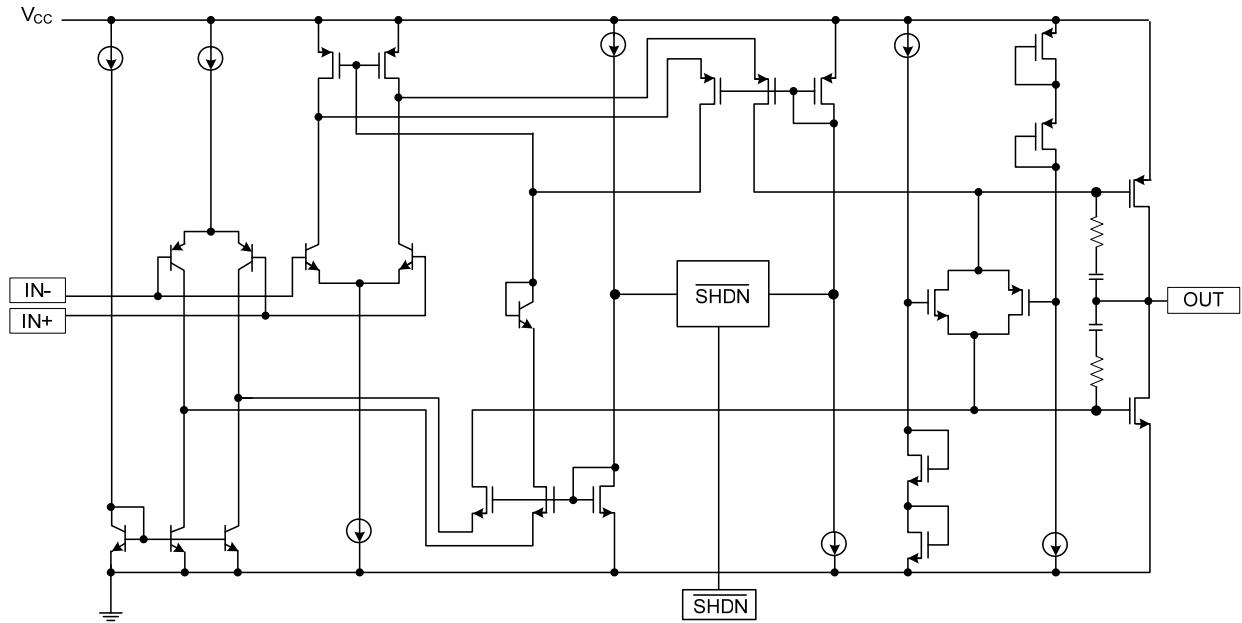 VCC
IN-
IN+
SHDN
OUT
SHDN